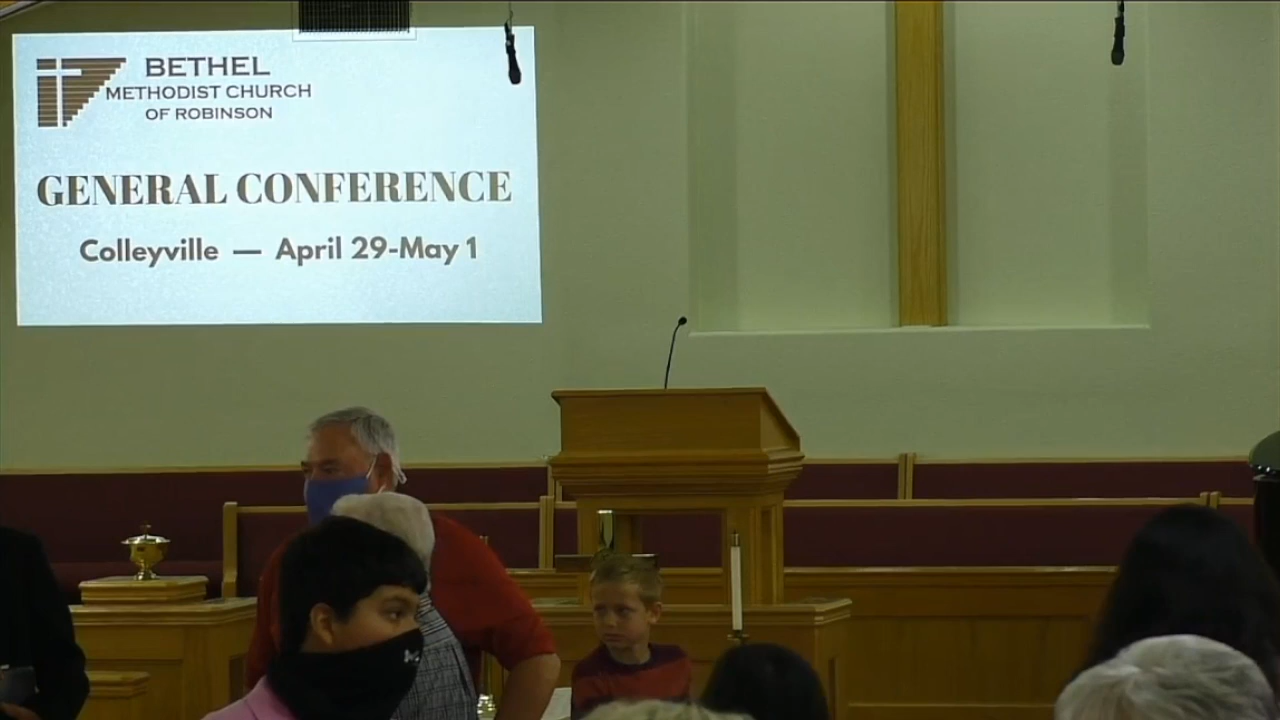 BETHEL
METHODIST CHURCH
OF ROBINSON
GENERAL CONFERENCE
Colleyville — April 29-May 1